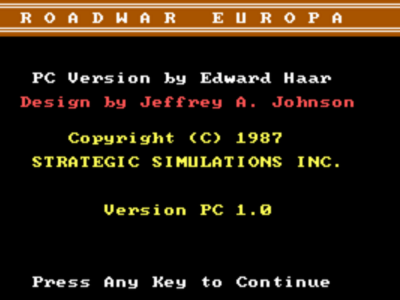 ROADWAR EUROPA
PC Version by Edward Haar
Design by Jeffrey A. Johnson
Copyright (C) 1987
STRATEGIC SIMULATIONS INC.
Version PC 1.0
Press Any Key to Continue